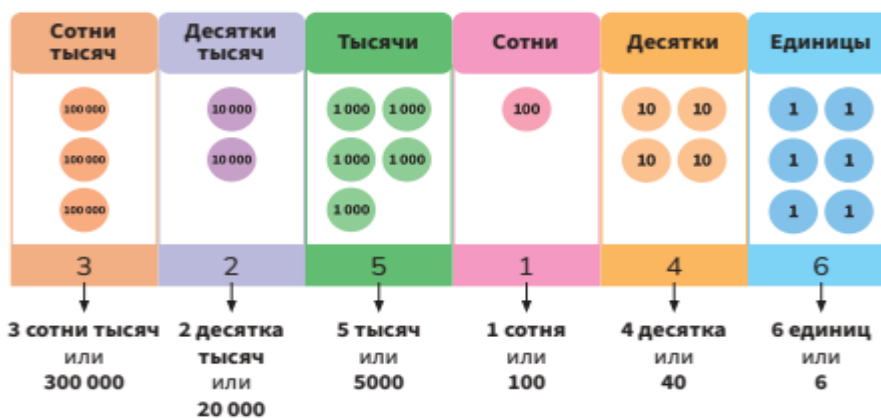 Сотни тысяч
Десятки тысяч
Тысячи
Сотни
Десятки
Единицы
100 000
10 000
1 000 1 000
100
10 10
1 1
100 000
10 000
1 000 1 000
10 10
1 1
100 000
1 000
1 1
3 2 5 1 4 6
3 сотни тысяч
или
300 000
2 десятка
тысяч
или
20 000
5 тысяч
или
5000
1 сотня
или
100
4 десятка
или
40
6 единиц
или
6